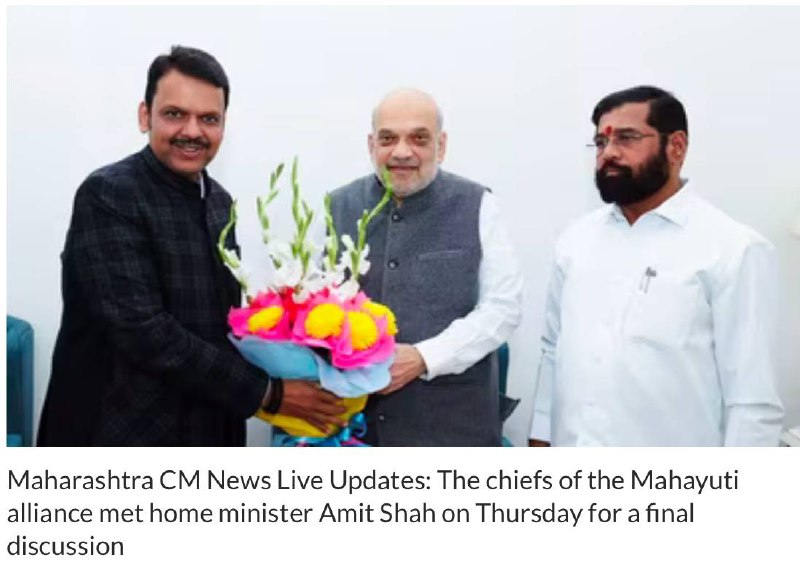 Maharashtra CM News Live Updates: The chiefs of the Mahayuti
alliance met home minister Amit Shah on Thursday for a final
discussion